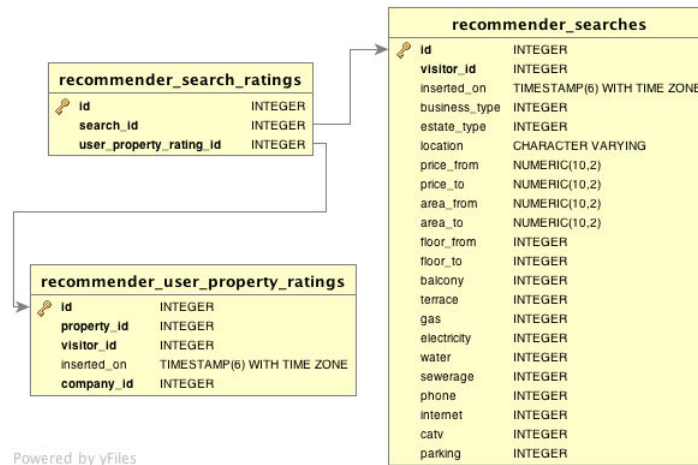 recommender_search_ratings
id INTEGER
search_id INTEGER
user_property_rating_id INTEGER
recommender_searches
id INTEGER
visitor_id INTEGER
inserted_on TIMESTAMP(6) WITH TIME ZONE
business_type INTEGER
estate_type INTEGER
location CHARACTER VARYING
price_from NUMERIC(10,2)
price_to NUMERIC(10,2)
area_from NUMERIC(10,2)
area_to NUMERIC(10,2)
floor_from INTEGER
floor_to INTEGER
balcony INTEGER
terrace INTEGER
gas INTEGER
electricity INTEGER
water INTEGER
sewerage INTEGER
phone INTEGER
internet INTEGER
catv INTEGER
parking INTEGER
recommender_user_property_ratings
id INTEGER
property_id INTEGER
visitor_id INTEGER
inserted_on TIMESTAMP(6) WITH TIME ZONE
company_id INTEGER
Powered by yFiles